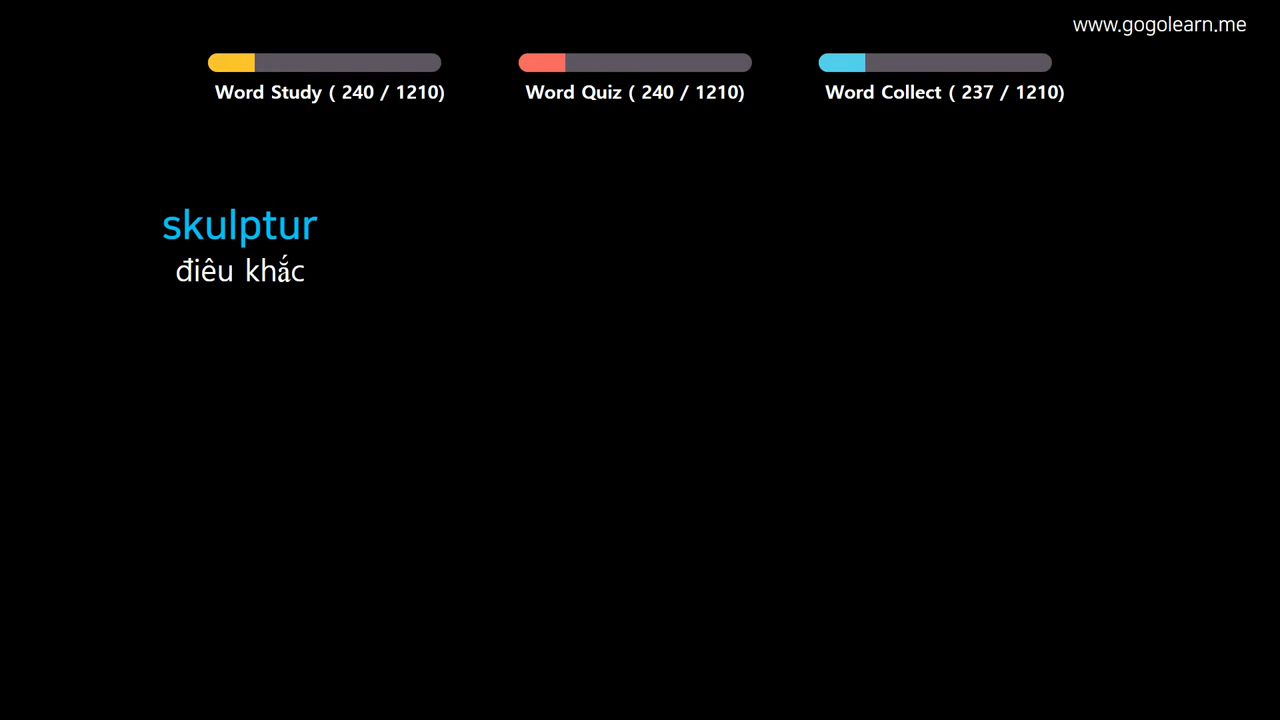 www.gogolearn.me
Word Study ( 240 / 1210)
Word Quiz ( 240 / 1210)
Word Collect ( 237 / 1210)
skulptur
điêu khắc